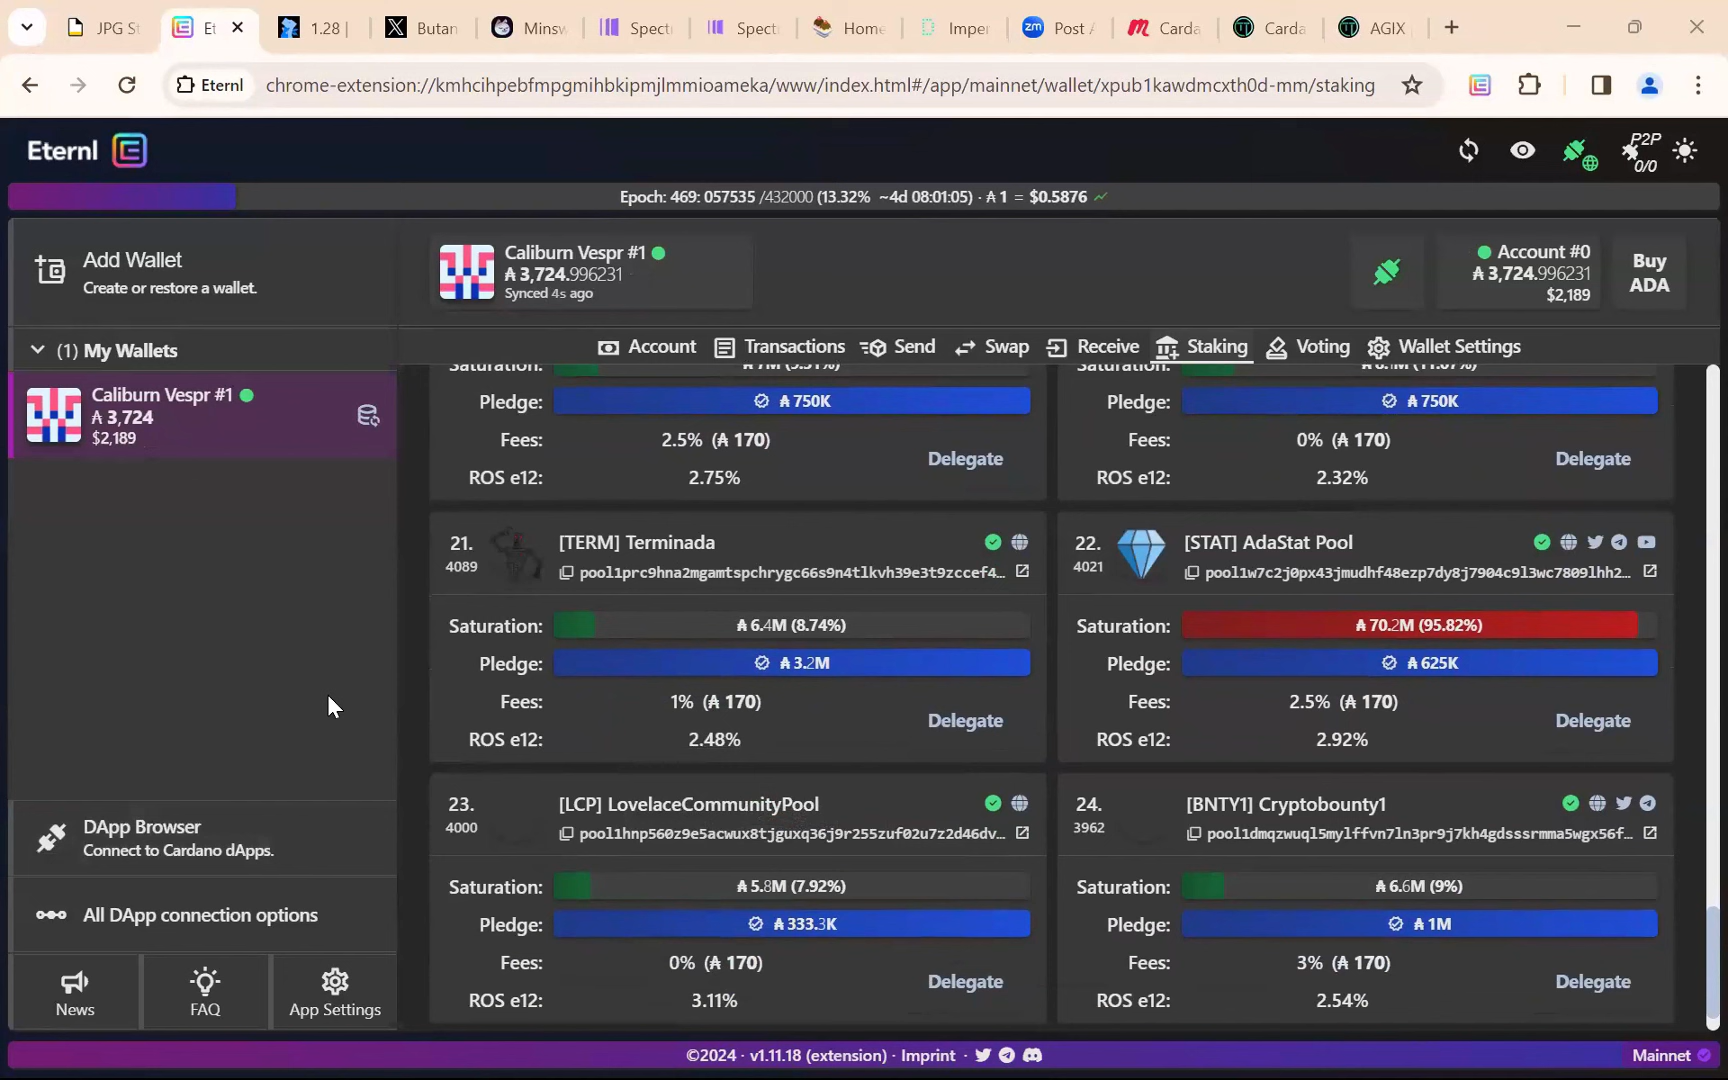 JPG St
Et
1.28 |
Butan
Minsw
Spect
Spect
Home
Imper
Post A
Carda
Carda
AGIX
Eternl
chrome-extension://kmhcihpebfmpgmihbkipmjlmmioameka/www/index.html#/app/mainnet/wallet/xpub1kawdmcxth0d-mm/staking
Eternl
P2P
0/0
Epoch: 469: 057535 /432000 (13.32% ~4d 08:01:05) · ₳ 1 = $0.5876
Add Wallet
Create or restore a wallet.
Caliburn Vespr #1
₳ 3,724.996231
Synced 4s ago
Account #0
₳ 3,724.996231
$2,189
Buy
ADA
(1) My Wallets
Account
Transactions
Send
Swap
Receive
Staking
Voting
Wallet Settings
Caliburn Vespr #1
₳ 3,724
$2,189
Saturation:
Pledge:
₳ 750K
Fees:
2.5% (₳ 170)
Delegate
ROS e12:
2.75%
Saturation:
Pledge:
₳ 750K
Fees:
0% (₳ 170)
Delegate
ROS e12:
2.32%
21.
4089
[TERM] Terminada
pool1prc9hna2mgamtspchrygc66s9n4tlkvh39e3t9zccef4...
Saturation:
₳ 6.4M (8.74%)
Pledge:
₳ 3.2M
Fees:
1% (₳ 170)
Delegate
ROS e12:
2.48%
22.
4021
[STAT] AdaStat Pool
pool1w7c2j0px43jmudhf48ezp7dy8j7904c9l3wc7809lhh2...
Saturation:
₳ 70.2M (95.82%)
Pledge:
₳ 625K
Fees:
2.5% (₳ 170)
Delegate
ROS e12:
2.92%
23.
4000
[LCP] LovelaceCommunityPool
pool1hnp560z9e5acwux8tjguxq36j9r255zuf02u7z2d46dv...
Saturation:
₳ 5.8M (7.92%)
Pledge:
₳ 333.3K
Fees:
0% (₳ 170)
Delegate
ROS e12:
3.11%
24.
3962
[BNTY1] Cryptobounty1
pool1dmqzwuql5mylffvn7ln3pr9j7kh4gdsssrmma5wgx56f...
Saturation:
₳ 6.6M (9%)
Pledge:
₳ 1M
Fees:
3% (₳ 170)
Delegate
ROS e12:
2.54%
DApp Browser
Connect to Cardano dApps.
All DApp connection options
News
FAQ
App Settings
©2024 · v1.11.18 (extension) · Imprint ·
Mainnet